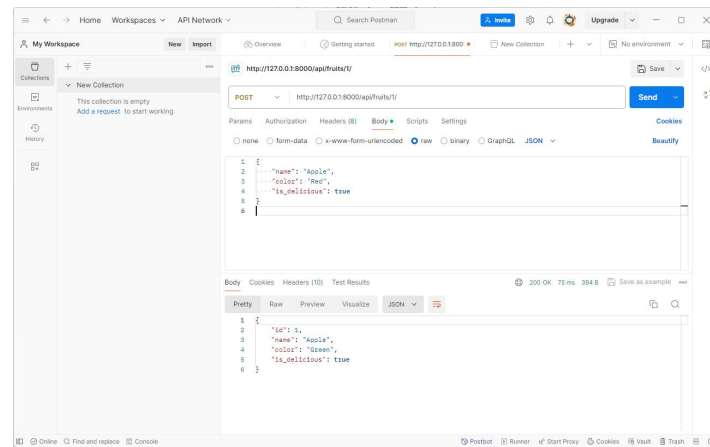 Home Workspaces API Network Search Postman Invite Upgrade
My Workspace New Import Overview Getting started POST http://127.0.0.1:800 New Collection No environment
Collections
New Collection
This collection is empty
Add a request to start working.
Environments
History
HTTP http://127.0.0.1:8000/api/fruits/1/ Save
POST http://127.0.0.1:8000/api/fruits/1/ Send
Params Authorization Headers (8) Body Scripts Settings Cookies
none form-data x-www-form-urlencoded raw binary GraphQL JSON Beautify
1 {
2 "name": "Apple",
3 "color": "Red",
4 "is_delicious": true
5 }
6
Body Cookies Headers (10) Test Results 200 OK 75 ms 394 B Save as example
Pretty Raw Preview Visualize JSON
1 {
2 "id": 1,
3 "name": "Apple",
4 "color": "Green",
5 "is_delicious": true
6 }
Online Find and replace Console Postbot Runner Start Proxy Cookies Vault Trash